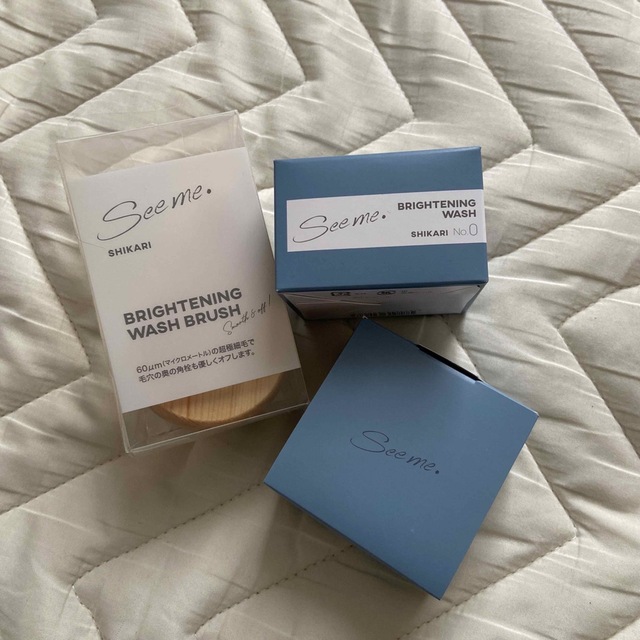 See me.
SHIKARI
BRIGHTENING
WASH BRUSH
Smooth & off!
60μm(マイクロメートル)の超極細毛で
毛穴の奥の角栓も優しくオフします。
See me.
BRIGHTENING
WASH
SHIKARI No.0
See me.